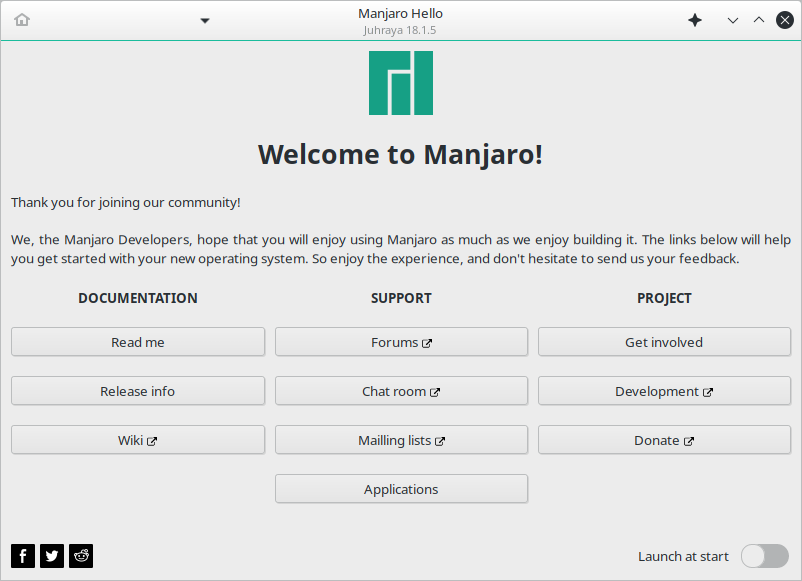 Manjaro Hello
Juhraya 18.1.5
Welcome to Manjaro!
Thank you for joining our community!
We, the Manjaro Developers, hope that you will enjoy using Manjaro as much as we enjoy building it. The links below will help
you get started with your new operating system. So enjoy the experience, and don't hesitate to send us your feedback.
DOCUMENTATION SUPPORT PROJECT
Read me Forums Get involved
Release info Chat room Development
Wiki Mailling lists Donate
Applications
Launch at start